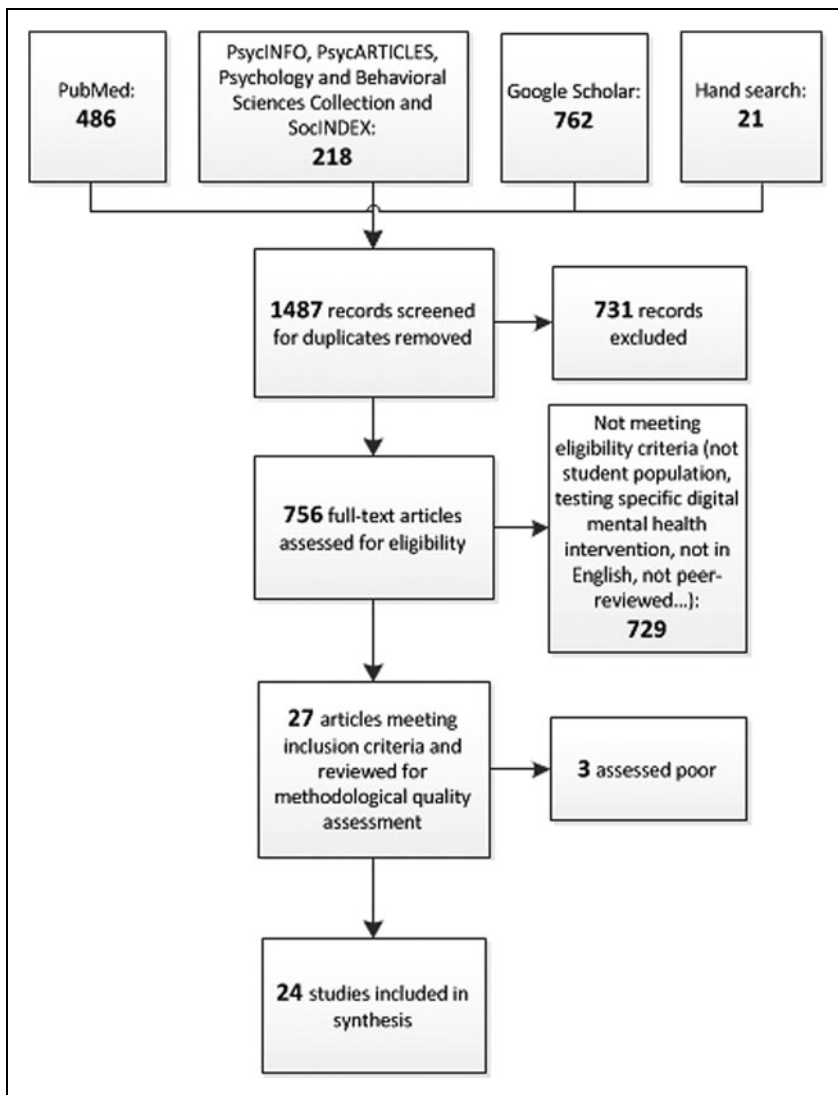 PubMed:
486
PsycINFO, PsycARTICLES,
Psychology and Behavioral
Sciences Collection and
SocINDEX:
218
Google Scholar:
762
Hand search:
21
1487 records screened
for duplicates removed
731 records
excluded
756 full-text articles
assessed for eligibility
Not meeting
eligibility criteria (not
student population,
testing specific digital
mental health
intervention, not in
English, not peer-
reviewed...):
729
27 articles meeting
inclusion criteria and
reviewed for
methodological quality
assessment
3 assessed poor
24 studies included in
synthesis